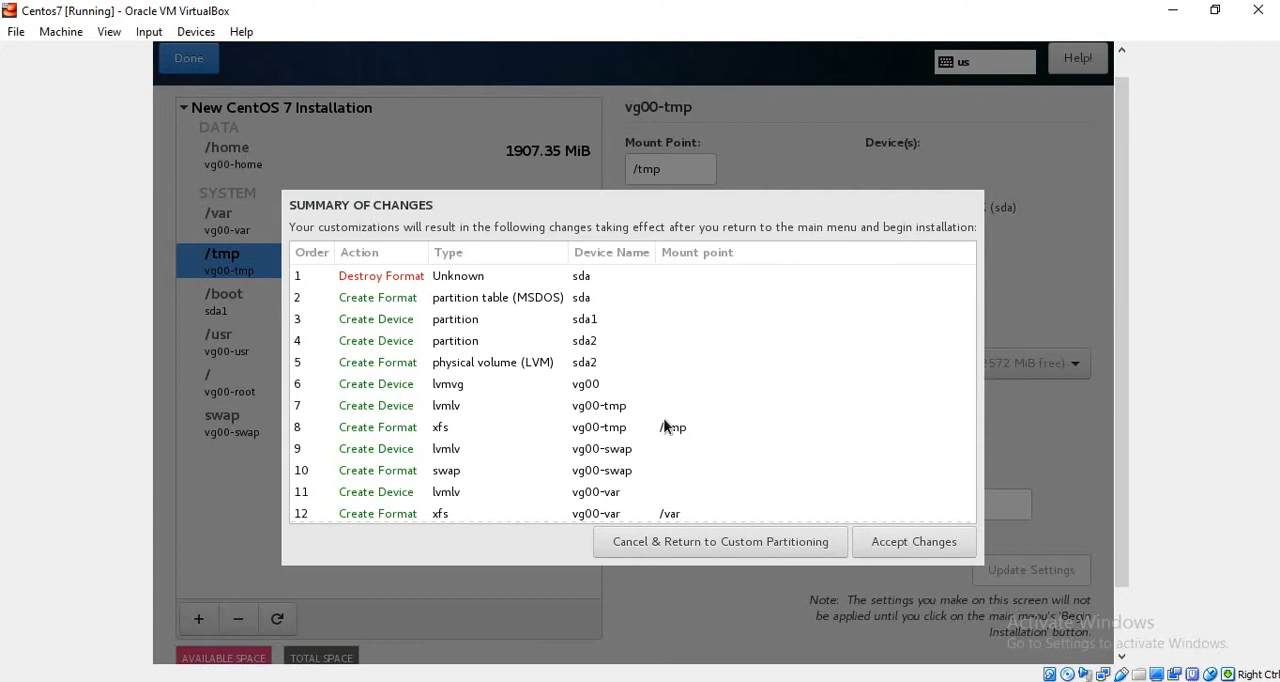 Centos7 [Running] - Oracle VM VirtualBox
File Machine View Input Devices Help
Done
us
Help!
New CentOS 7 Installation
DATA
/home
vg00-home
1907.35 MiB
SYSTEM
/var
vg00-var
/tmp
vg00-tmp
/boot
sda1
/usr
vg00-usr
/
vg00-root
swap
vg00-swap
vg00-tmp
Mount Point:
Device(s):
/tmp
(sda)
SUMMARY OF CHANGES
Your customizations will result in the following changes taking effect after you return to the main menu and begin installation:
Order Action Type Device Name Mount point
1 Destroy Format Unknown sda
2 Create Format partition table (MSDOS) sda
3 Create Device partition sda1
4 Create Device partition sda2
5 Create Format physical volume (LVM) sda2
6 Create Device lvmvg vg00
7 Create Device lvmlv vg00-tmp
8 Create Format xfs vg00-tmp /tmp
9 Create Device lvmlv vg00-swap
10 Create Format swap vg00-swap
11 Create Device lvmlv vg00-var
12 Create Format xfs vg00-var /var
Cancel & Return to Custom Partitioning
Accept Changes
2572 MiB free)
Update Settings
Note: The settings you make on this screen will not
be applied until you click on the main menu's 'Begin
Installation' button.
+ -
AVAILABLE SPACE
TOTAL SPACE
Activate Windows
Go to Settings to activate Windows.
Right Ctrl